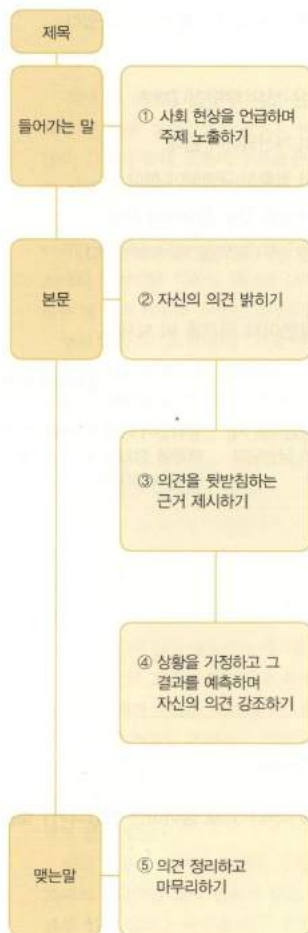 제목
들어가는 말
① 사회 현상을 언급하며
주제 노출하기
본문
② 자신의 의견 밝히기
③ 의견을 뒷받침하는
근거 제시하기
④ 상황을 가정하고 그
결과를 예측하며
자신의 의견 강조하기
맺는말
⑤ 의견 정리하고
마무리하기